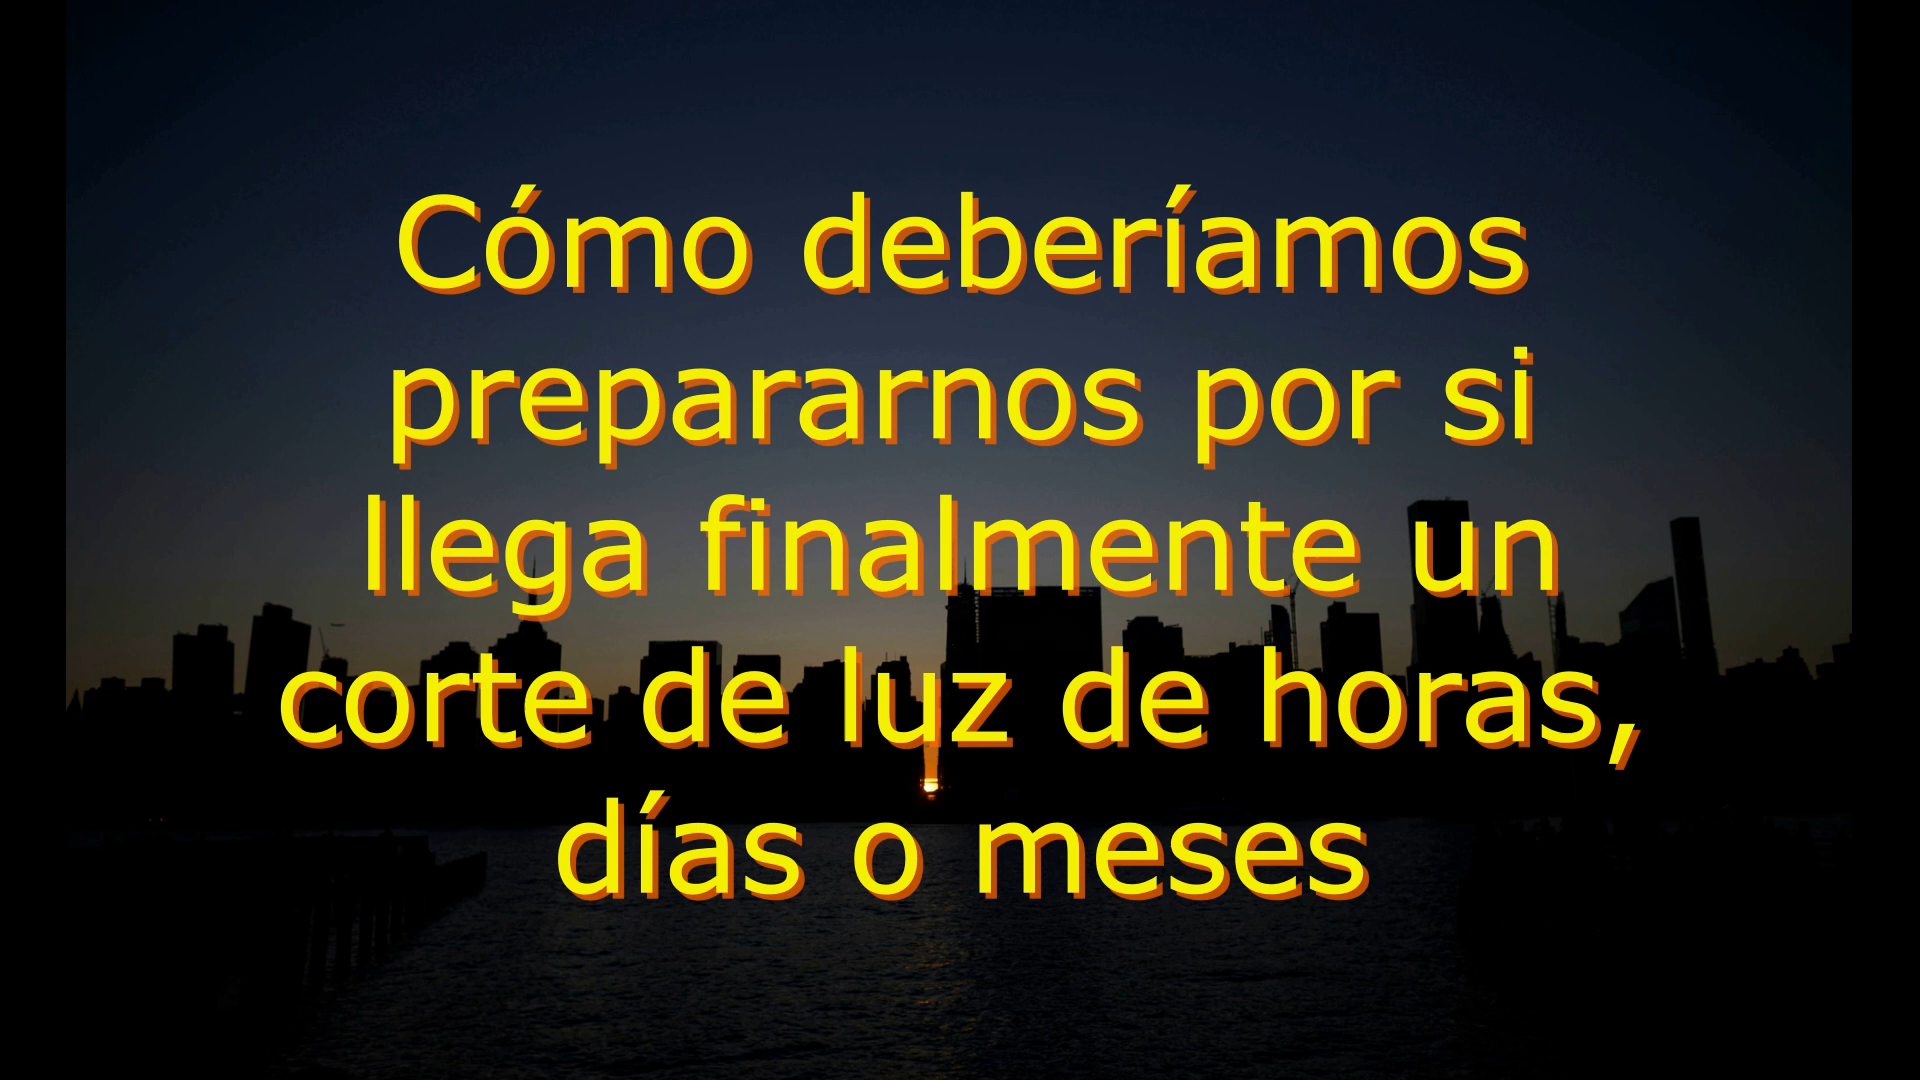 Cómo deberíamos
prepararnos por si
llega finalmente un
corte de luz de horas,
días o meses